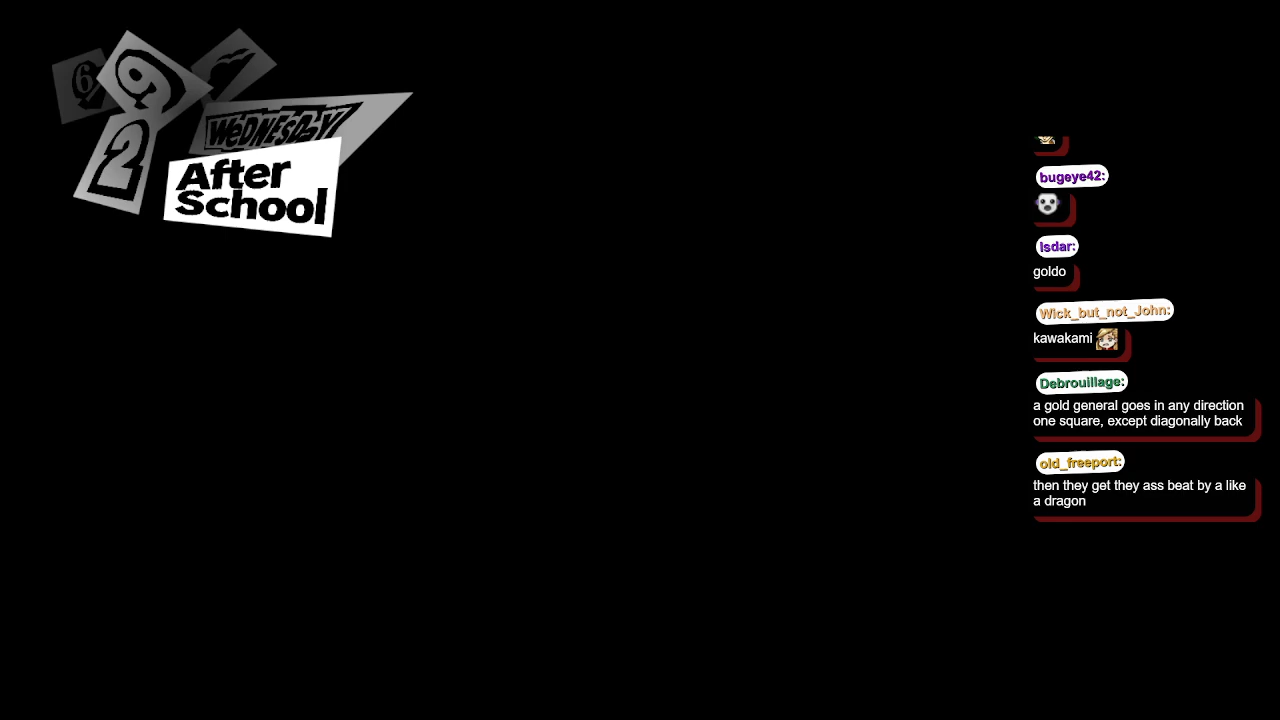 6
9
2
WeDNESDaY
After
School
bugeye42:
Isdar:
goldo
Wick_but_not_John:
kawakami
Debrouillage:
a gold general goes in any direction
one square, except diagonally back
old_freeport:
then they get they ass beat by a like
a dragon